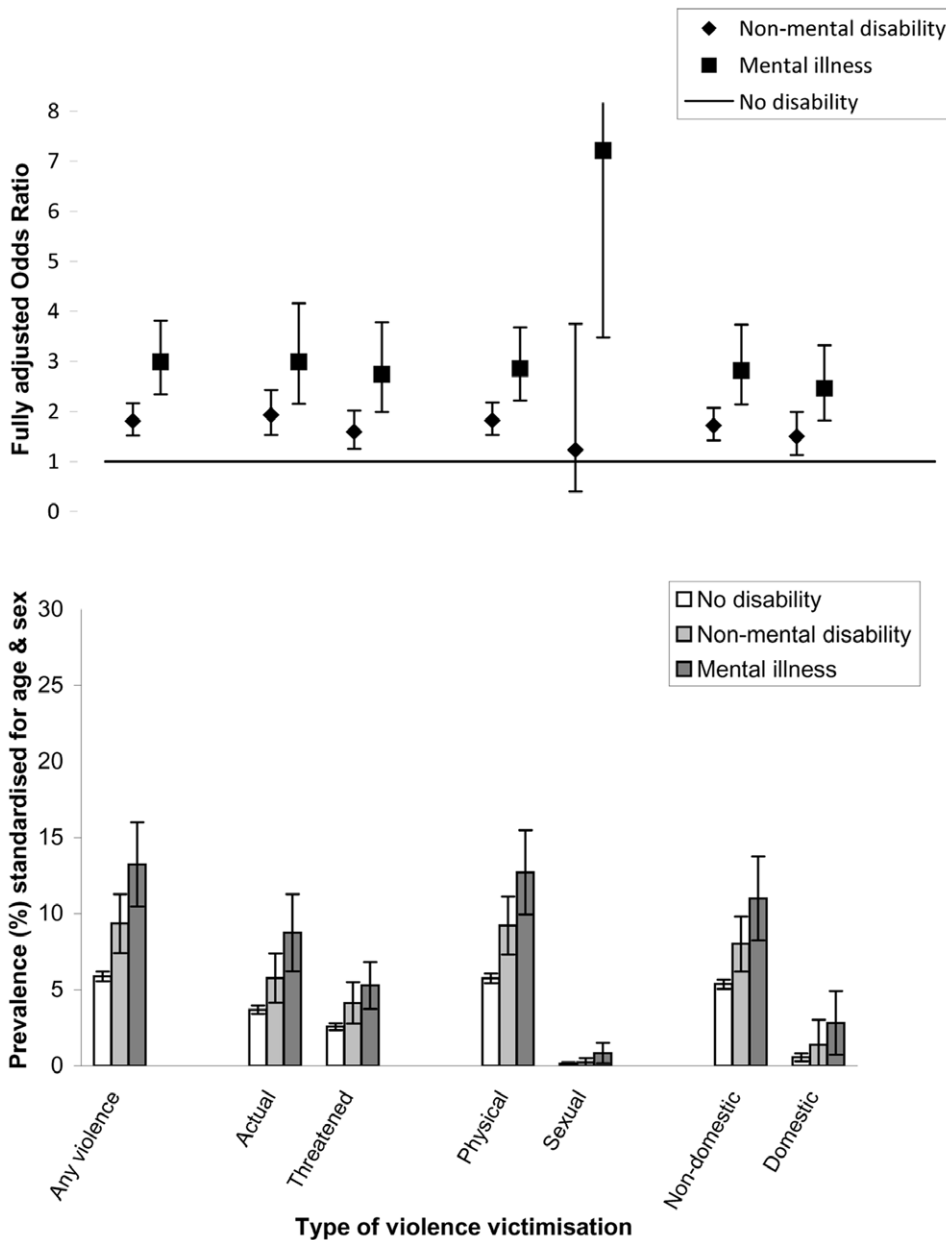 Non-mental disability
Mental illness
No disability
Fully adjusted Odds Ratio
8
7
6
5
4
3
2
1
0
No disability
Non-mental disability
Mental illness
Prevalence (%) standardised for age & sex
30
25
20
15
10
5
0
Any violence
Actual
Threatened
Physical
Sexual
Non-domestic
Domestic
Type of violence victimisation